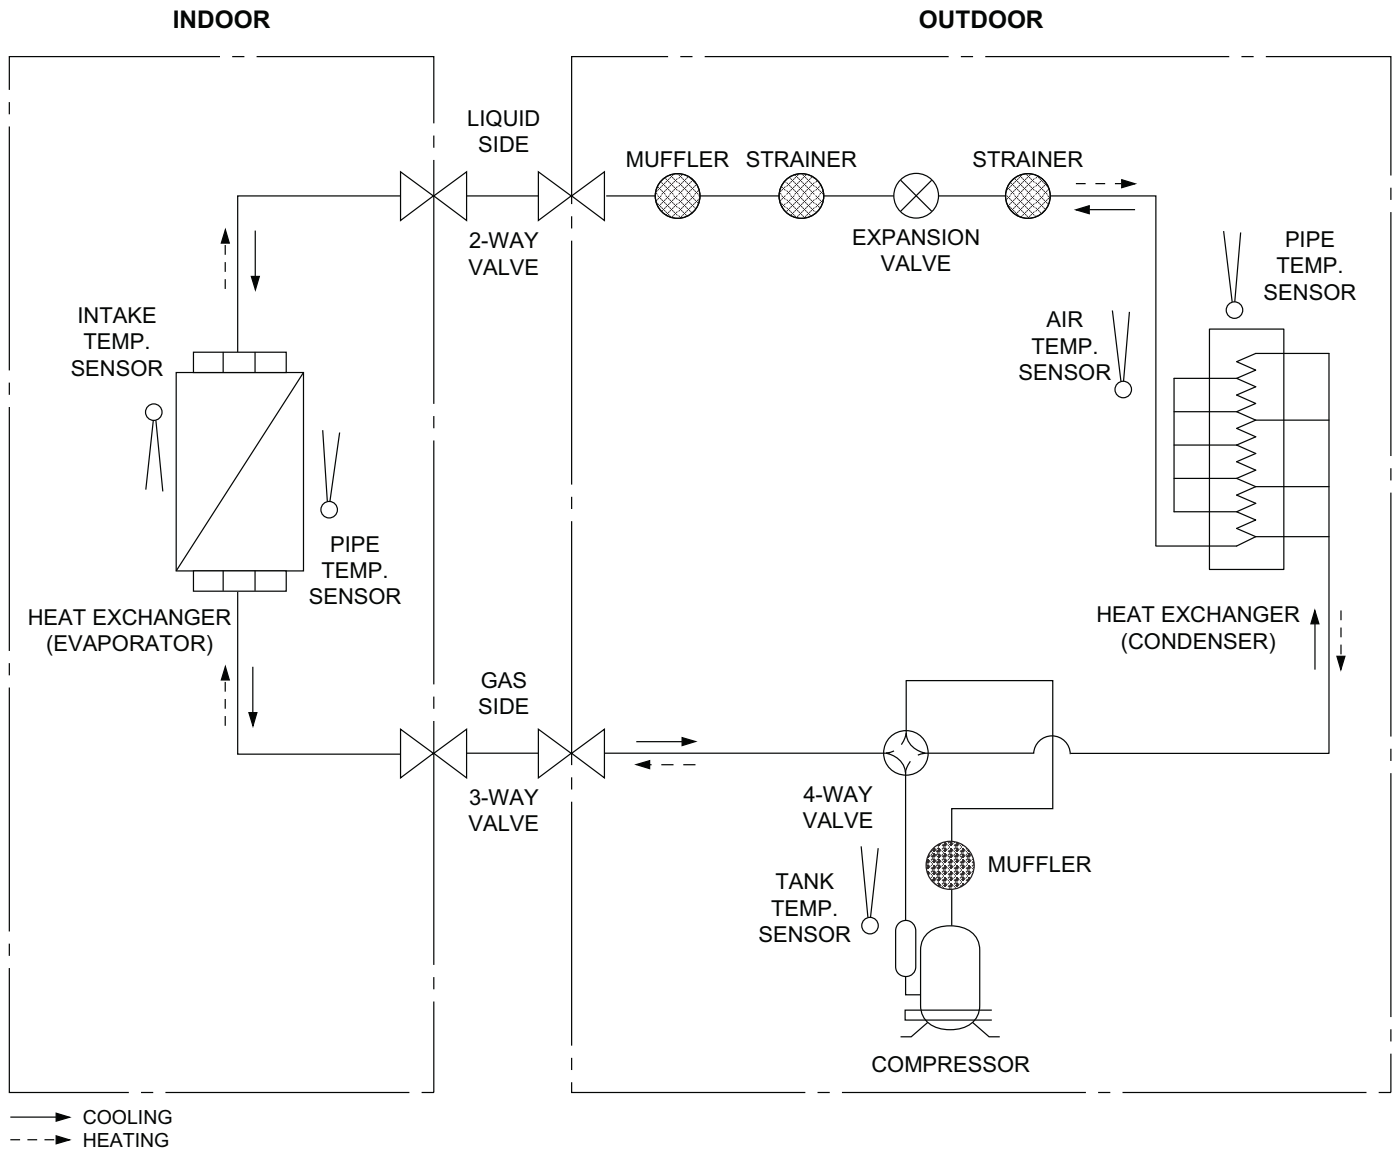 INDOOR
OUTDOOR
LIQUID
SIDE
MUFFLER
STRAINER
STRAINER
2-WAY
VALVE
EXPANSION
VALVE
PIPE
TEMP.
SENSOR
INTAKE
TEMP.
SENSOR
AIR
TEMP.
SENSOR
PIPE
TEMP.
SENSOR
HEAT EXCHANGER
(EVAPORATOR)
HEAT EXCHANGER
(CONDENSER)
GAS
SIDE
3-WAY
VALVE
4-WAY
VALVE
MUFFLER
TANK
TEMP.
SENSOR
COMPRESSOR
COOLING
HEATING